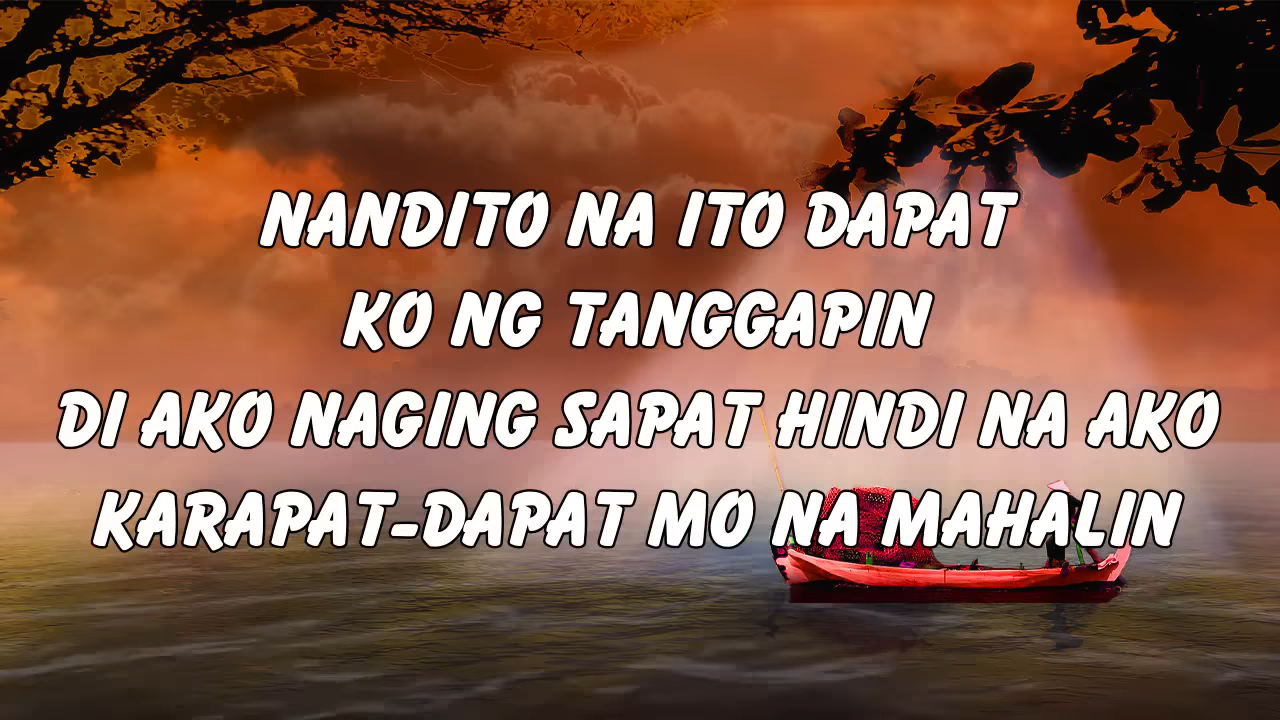 NANDITO NA ITO DAPAT
KO NG TANGGAPIN
DI AKO NAGING SAPAT HINDI NA AKO
KARAPAT-DAPAT MO NA MAHALIN